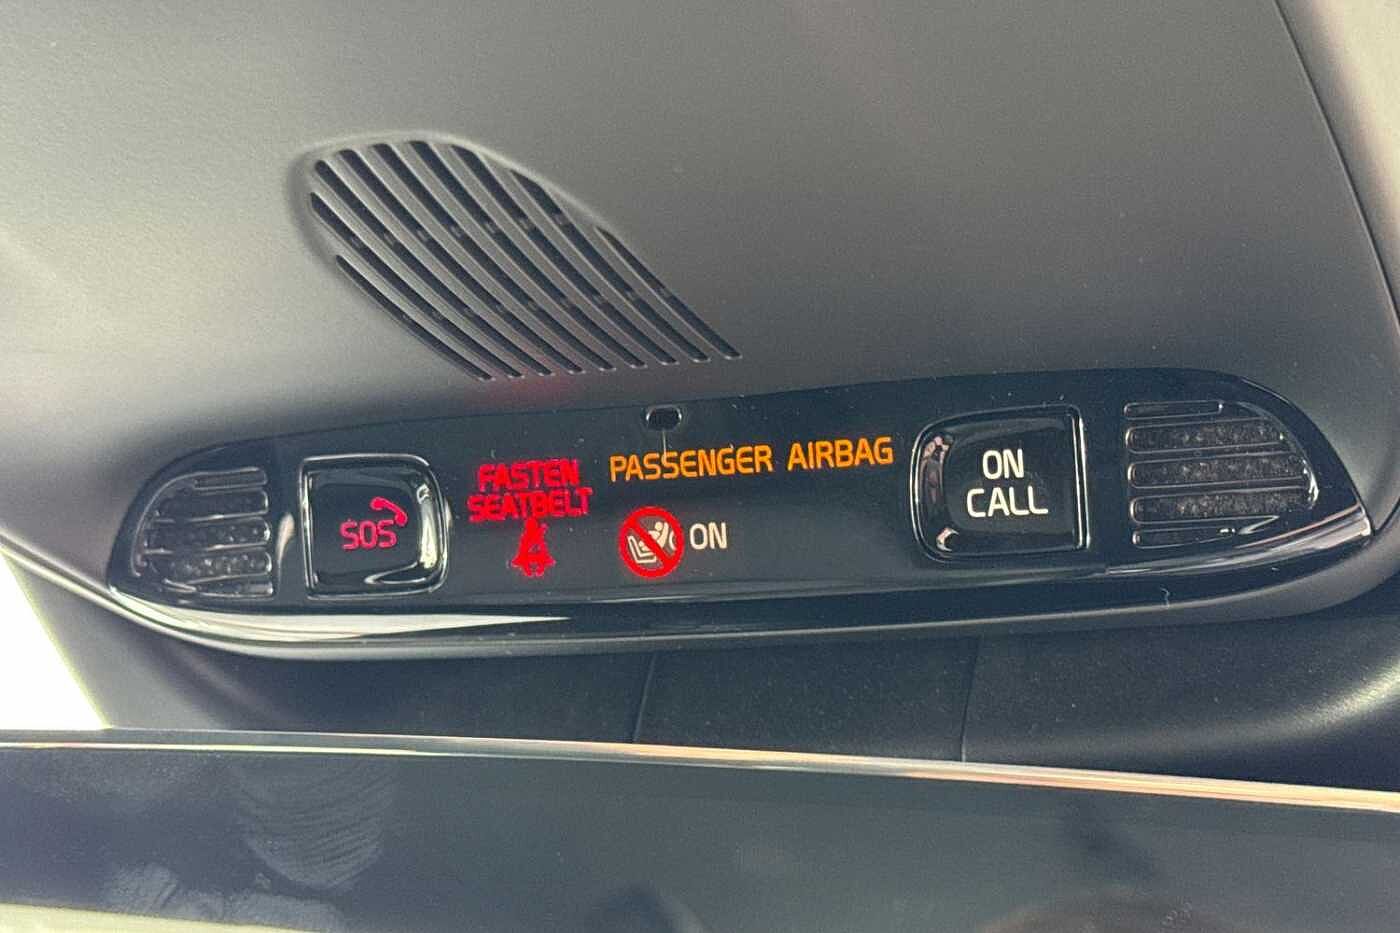 SOS
FASTEN
SEATBELT
PASSENGER AIRBAG
ON
ON
CALL